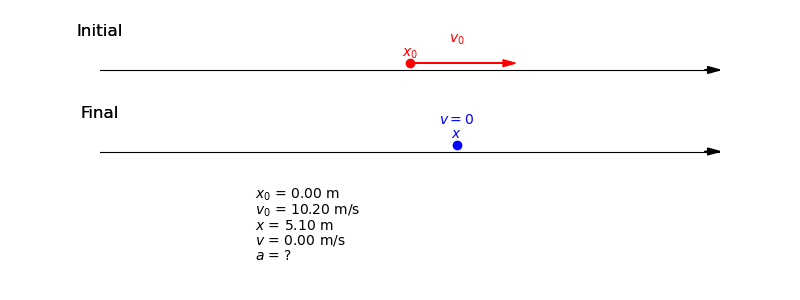 Initial
v₀
x₀
Final
v = 0
x
x₀ = 0.00 m
v₀ = 10.20 m/s
x = 5.10 m
v = 0.00 m/s
a = ?